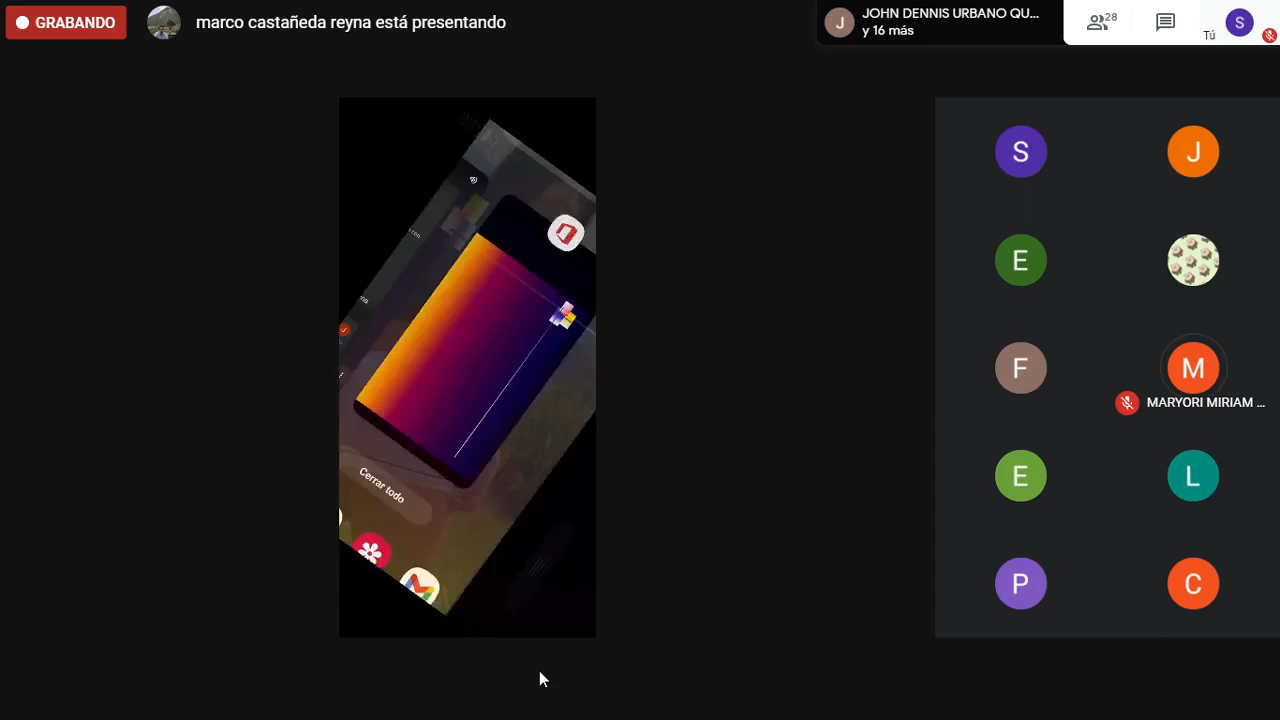 GRABANDO
marco castañeda reyna está presentando
J
JOHN DENNIS URBANO QU...
y 16 más
28
Tú
S
S
J
E
F
M
MARYORI MIRIAM ...
E
L
P
C
Cerrar todo